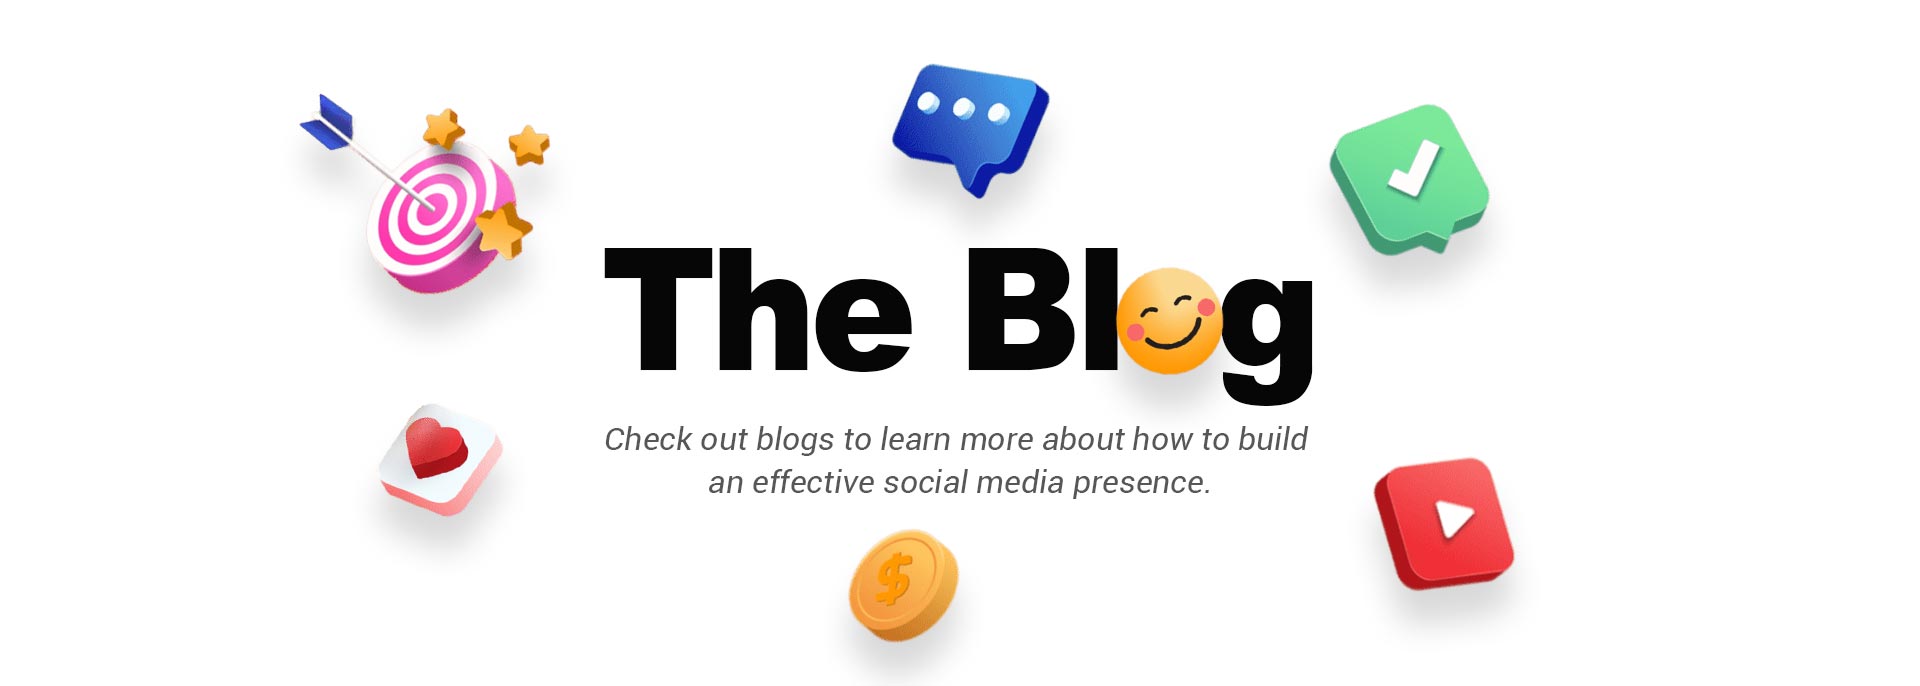 The Blog
Check out blogs to learn more about how to build
an effective social media presence.
$